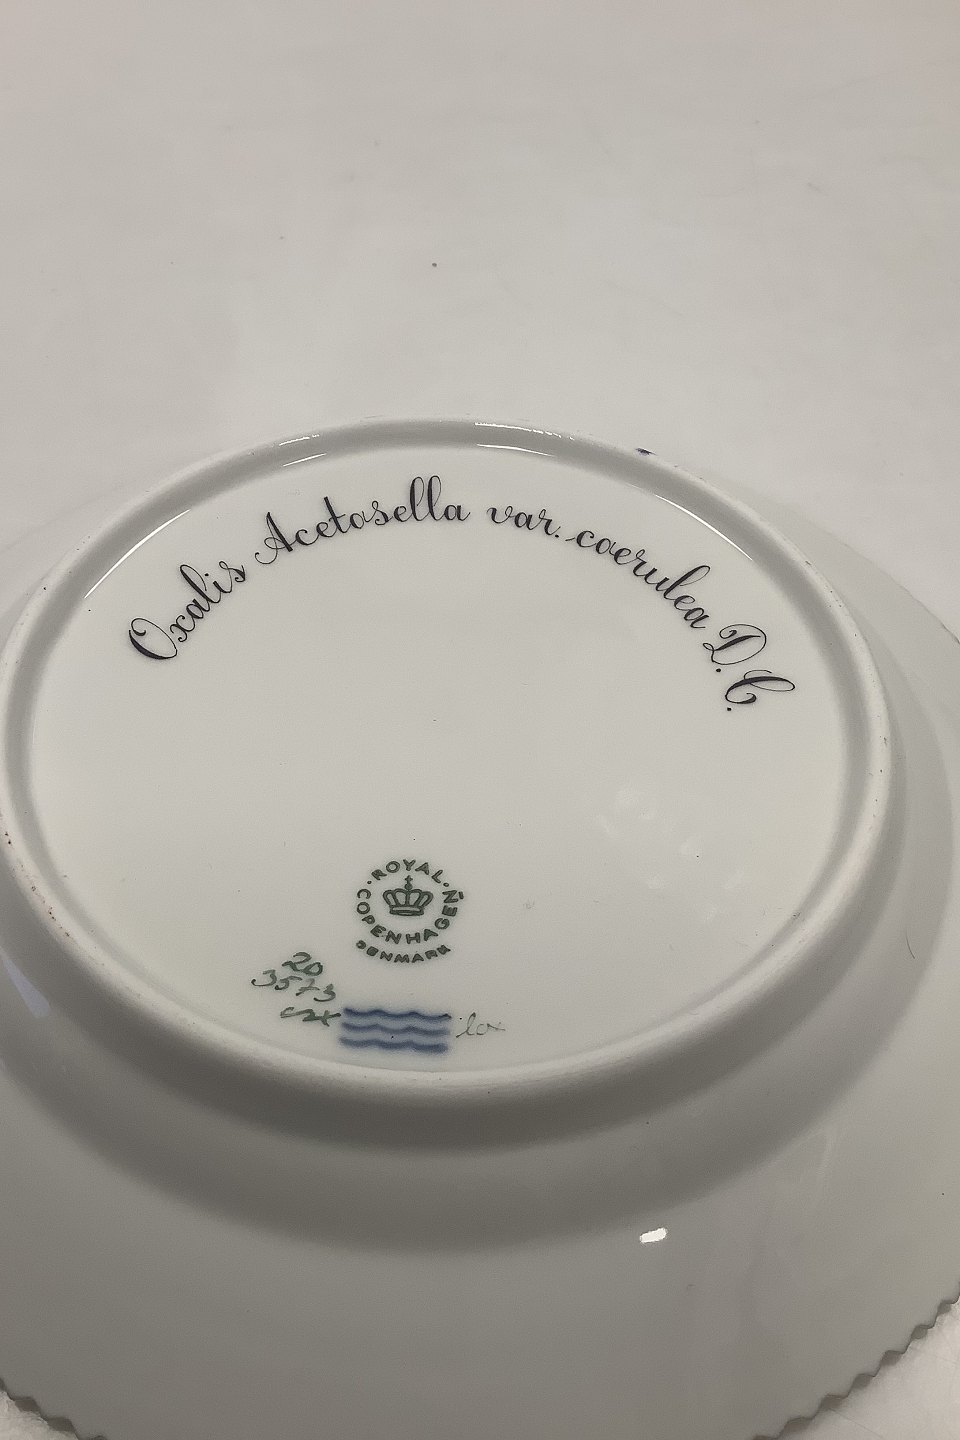 Oxalis Acetosella var. coerulea D.C.
ROYAL
COPENHAGEN
DENMARK
20
3573